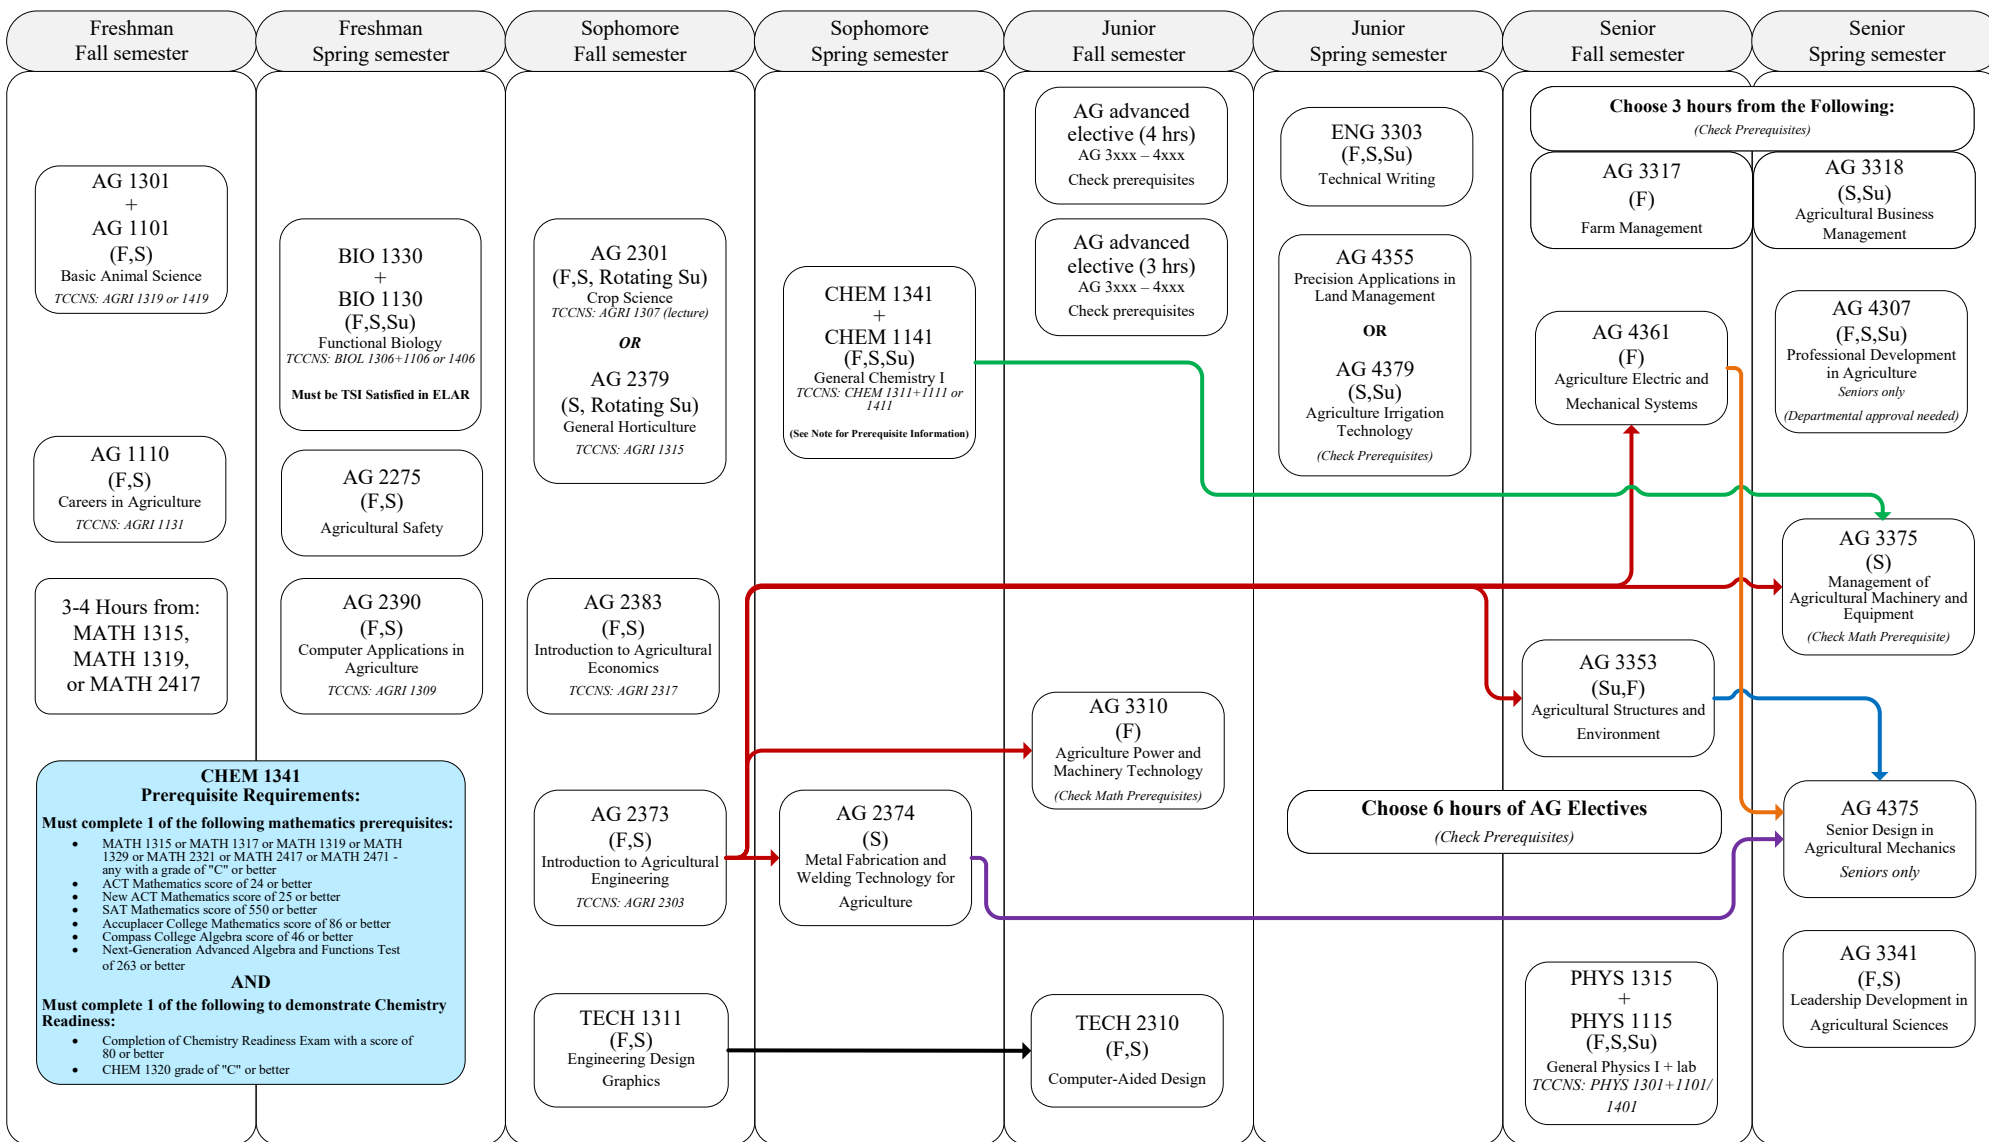 Freshman
Fall semester
Freshman
Spring semester
Sophomore
Fall semester
Sophomore
Spring semester
Junior
Fall semester
Junior
Spring semester
Senior
Fall semester
Senior
Spring semester
AG 1301
+
AG 1101
(F,S)
Basic Animal Science
TCCNS: AGRI 1319 or 1419
AG 1110
(F,S)
Careers in Agriculture
TCCNS: AGRI 1131
3-4 Hours from:
MATH 1315,
MATH 1319,
or MATH 2417
CHEM 1341
Prerequisite Requirements:
Must complete 1 of the following mathematics prerequisites:
• MATH 1315 or MATH 1317 or MATH 1319 or MATH
1329 or MATH 2321 or MATH 2417 or MATH 2471 -
any with a grade of "C" or better
• ACT Mathematics score of 24 or better
• New ACT Mathematics score of 25 or better
• SAT Mathematics score of 550 or better
• Accuplacer College Mathematics score of 86 or better
• Compass College Algebra score of 46 or better
• Next-Generation Advanced Algebra and Functions Test
of 263 or better
AND
Must complete 1 of the following to demonstrate Chemistry
Readiness:
• Completion of Chemistry Readiness Exam with a score of
80 or better
• CHEM 1320 grade of "C" or better
BIO 1330
+
BIO 1130
(F,S,Su)
Functional Biology
TCCNS: BIOL 1306+1106 or 1406
Must be TSI Satisfied in ELAR
AG 2275
(F,S)
Agricultural Safety
AG 2390
(F,S)
Computer Applications in
Agriculture
TCCNS: AGRI 1309
AG 2301
(F,S, Rotating Su)
Crop Science
TCCNS: AGRI 1307 (lecture)
OR
AG 2379
(S, Rotating Su)
General Horticulture
TCCNS: AGRI 1315
AG 2383
(F,S)
Introduction to Agricultural
Economics
TCCNS: AGRI 2317
AG 2373
(F,S)
Introduction to Agricultural
Engineering
TCCNS: AGRI 2303
TECH 1311
(F,S)
Engineering Design
Graphics
CHEM 1341
+
CHEM 1141
(F,S,Su)
General Chemistry I
TCCNS: CHEM 1311+1111 or
1411
(See Note for Prerequisite Information)
AG 2374
(S)
Metal Fabrication and
Welding Technology for
Agriculture
AG advanced
elective (4 hrs)
AG 3xxx – 4xxx
Check prerequisites
AG advanced
elective (3 hrs)
AG 3xxx – 4xxx
Check prerequisites
AG 3310
(F)
Agriculture Power and
Machinery Technology
(Check Math Prerequisites)
TECH 2310
(F,S)
Computer-Aided Design
ENG 3303
(F,S,Su)
Technical Writing
AG 4355
Precision Applications in
Land Management
OR
AG 4379
(S,Su)
Agriculture Irrigation
Technology
(Check Prerequisites)
Choose 6 hours of AG Electives
(Check Prerequisites)
Choose 3 hours from the Following:
(Check Prerequisites)
AG 3317
(F)
Farm Management
AG 3318
(S,Su)
Agricultural Business
Management
AG 4361
(F)
Agriculture Electric and
Mechanical Systems
AG 3353
(Su,F)
Agricultural Structures and
Environment
PHYS 1315
+
PHYS 1115
(F,S,Su)
General Physics I + lab
TCCNS: PHYS 1301+1101/
1401
AG 4307
(F,S,Su)
Professional Development
in Agriculture
Seniors only
(Departmental approval needed)
AG 3375
(S)
Management of
Agricultural Machinery and
Equipment
(Check Math Prerequisite)
AG 4375
Senior Design in
Agricultural Mechanics
Seniors only
AG 3341
(F,S)
Leadership Development in
Agricultural Sciences